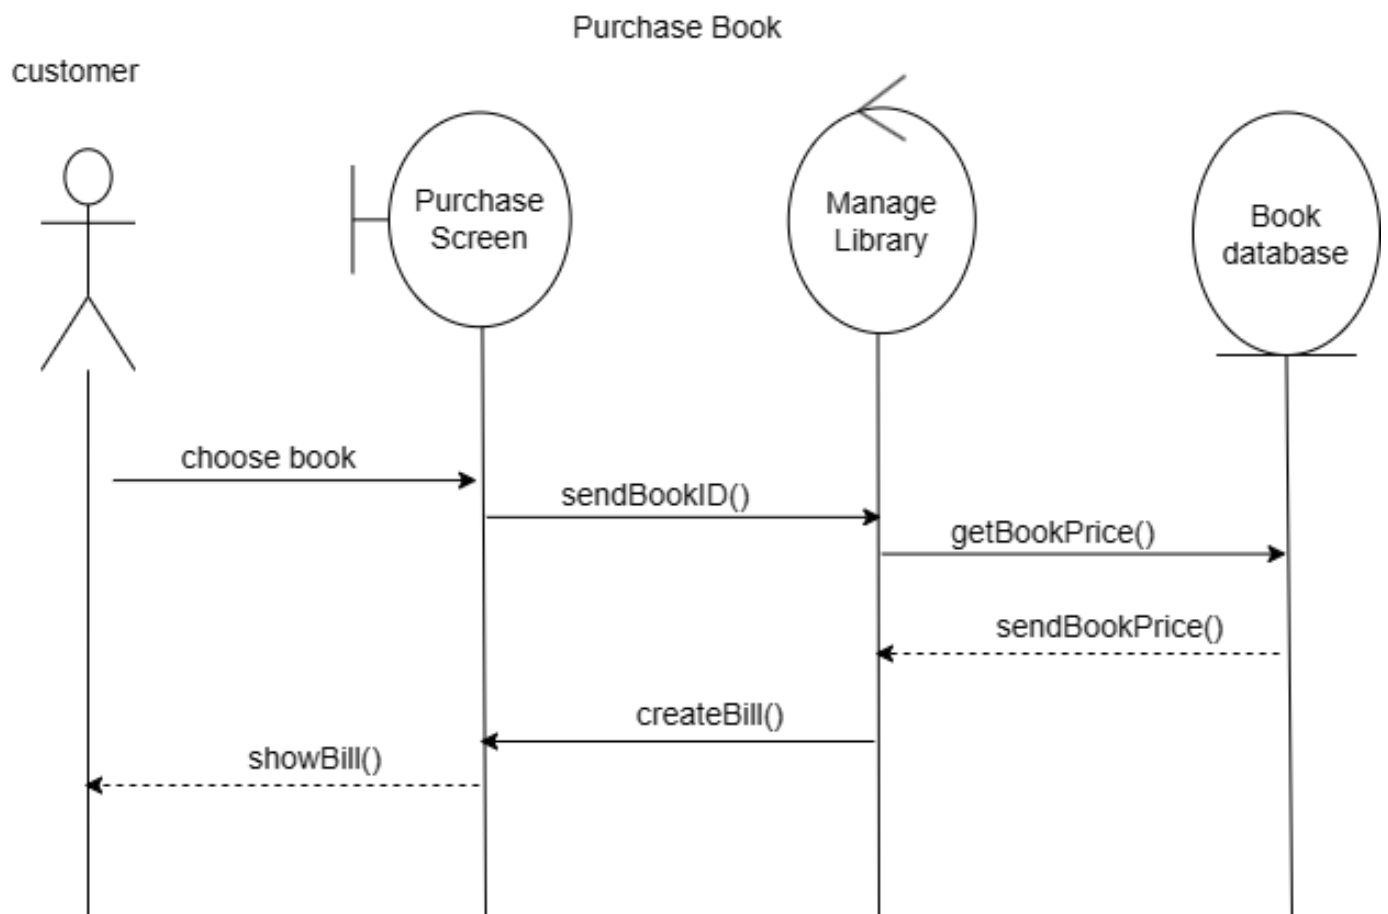 Purchase Book
customer
Purchase
Screen
Manage
Library
Book
database
choose book
sendBookID()
getBookPrice()
sendBookPrice()
createBill()
showBill()